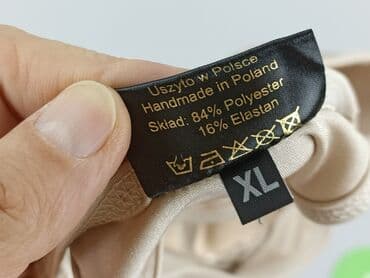 Uszyto w Polsce
Handmade in Poland
Skład: 84% Polyester
16% Elastan
XL